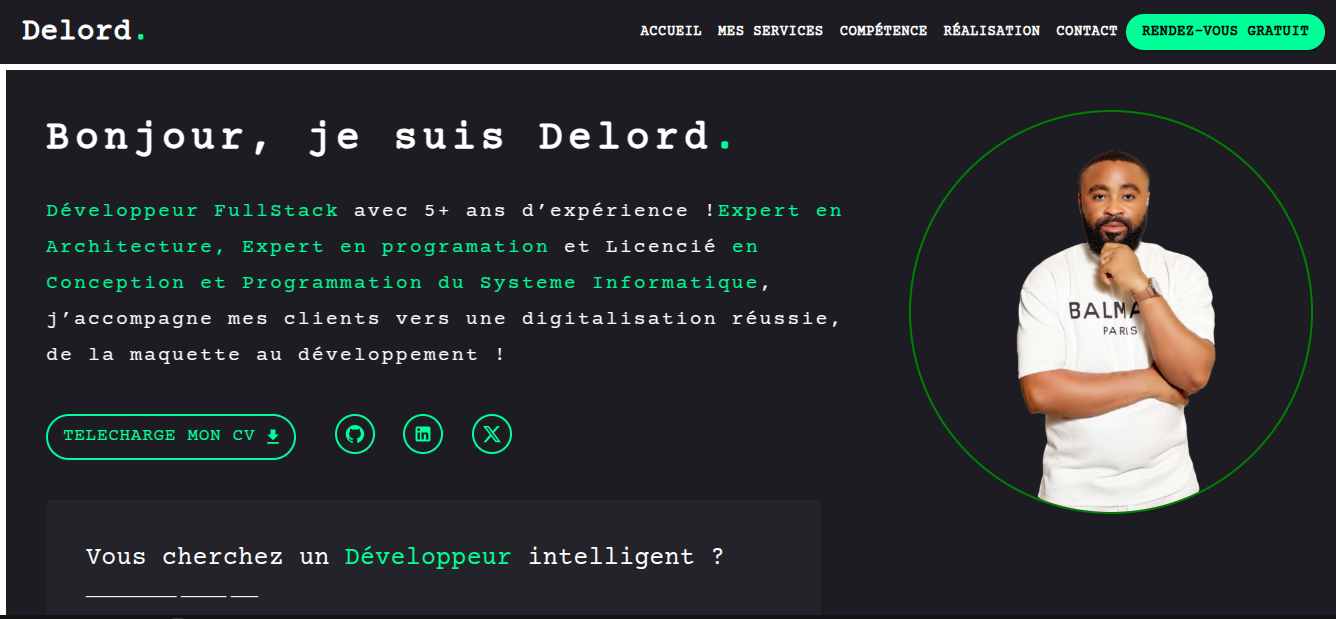 Delord.
ACCUEIL MES SERVICES COMPÉTENCE RÉALISATION CONTACT RENDEZ-VOUS GRATUIT
Bonjour, je suis Delord.
Développeur FullStack avec 5+ ans d’expérience !Expert en
Architecture, Expert en programation et Licencié en
Conception et Programmation du Systeme Informatique,
j’accompagne mes clients vers une digitalisation réussie,
de la maquette au développement !
BALMA
PARIS
TELECHARGE MON CV
Vous cherchez un Développeur intelligent ?